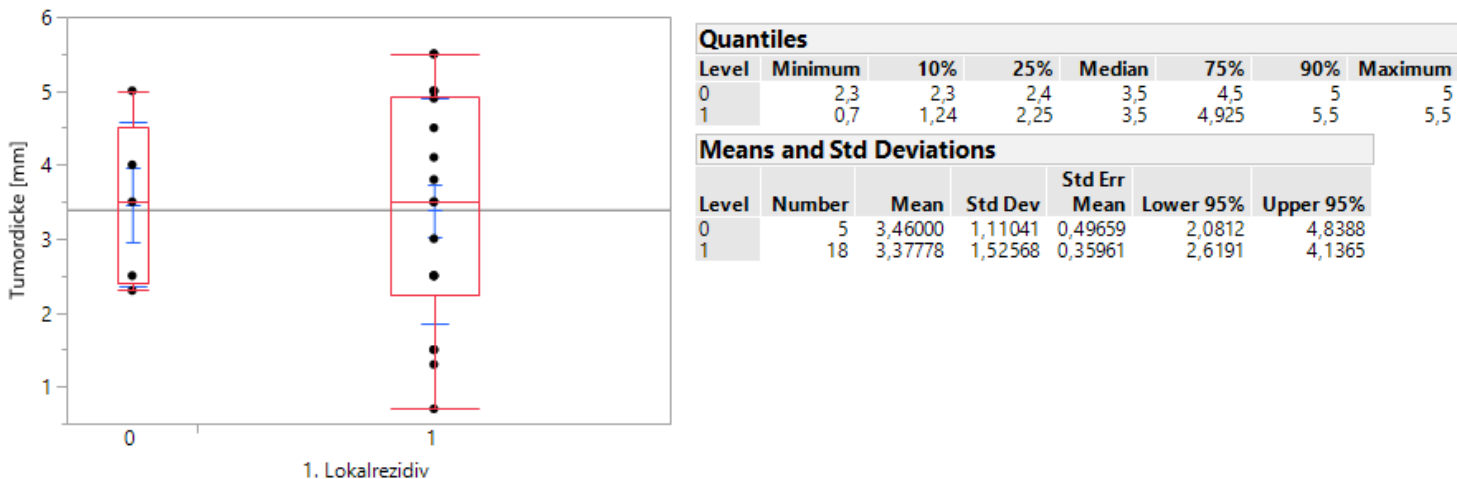 6
5
4
3
2
1
Tumordicke [mm]
0 1
1. Lokalrezidiv
Quantiles
Level Minimum 10% 25% Median 75% 90% Maximum
0 2,3 2,3 2,4 3,5 4,5 5 5
1 0,7 1,24 2,25 3,5 4,925 5,5 5,5
Means and Std Deviations
Std Err
Level Number Mean Std Dev Mean Lower 95% Upper 95%
0 5 3,46000 1,11041 0,49659 2,0812 4,8388
1 18 3,37778 1,52568 0,35961 2,6191 4,1365